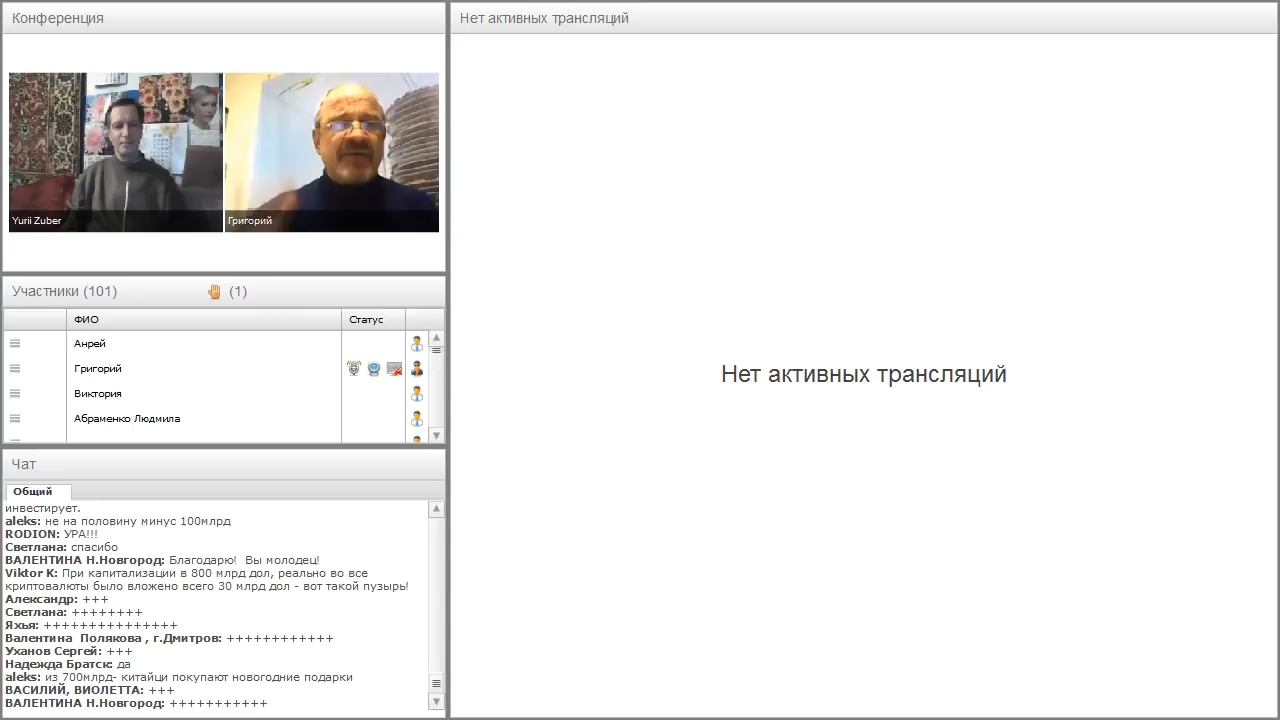 Конференция
Нет активных трансляций
Yurii Zuber
Григорий
Участники (101)
(1)
ФИО
Статус
Анрей
Григорий
Виктория
Абраменко Людмила
Чат
Общий
инвестирует.
aleks: не на половину минус 100млрд
RODION: УРА!!!
Светлана: спасибо
ВАЛЕНТИНА Н.Новгород: Благодарю!  Вы молодец!
Viktor K: При капитализации в 800 млрд дол, реально во все
криптовалюты было вложено всего 30 млрд дол - вот такой пузырь!
Александр: +++
Светлана: ++++++++
Яхья: +++++++++++++++
Валентина  Полякова , г.Дмитров: ++++++++++++
Уханов Сергей: +++
Надежда Братск: да
aleks: из 700млрд- китайци покупают новогодние подарки
ВАСИЛИЙ, ВИОЛЕТТА: +++
ВАЛЕНТИНА Н.Новгород: +++++++++++
Нет активных трансляций